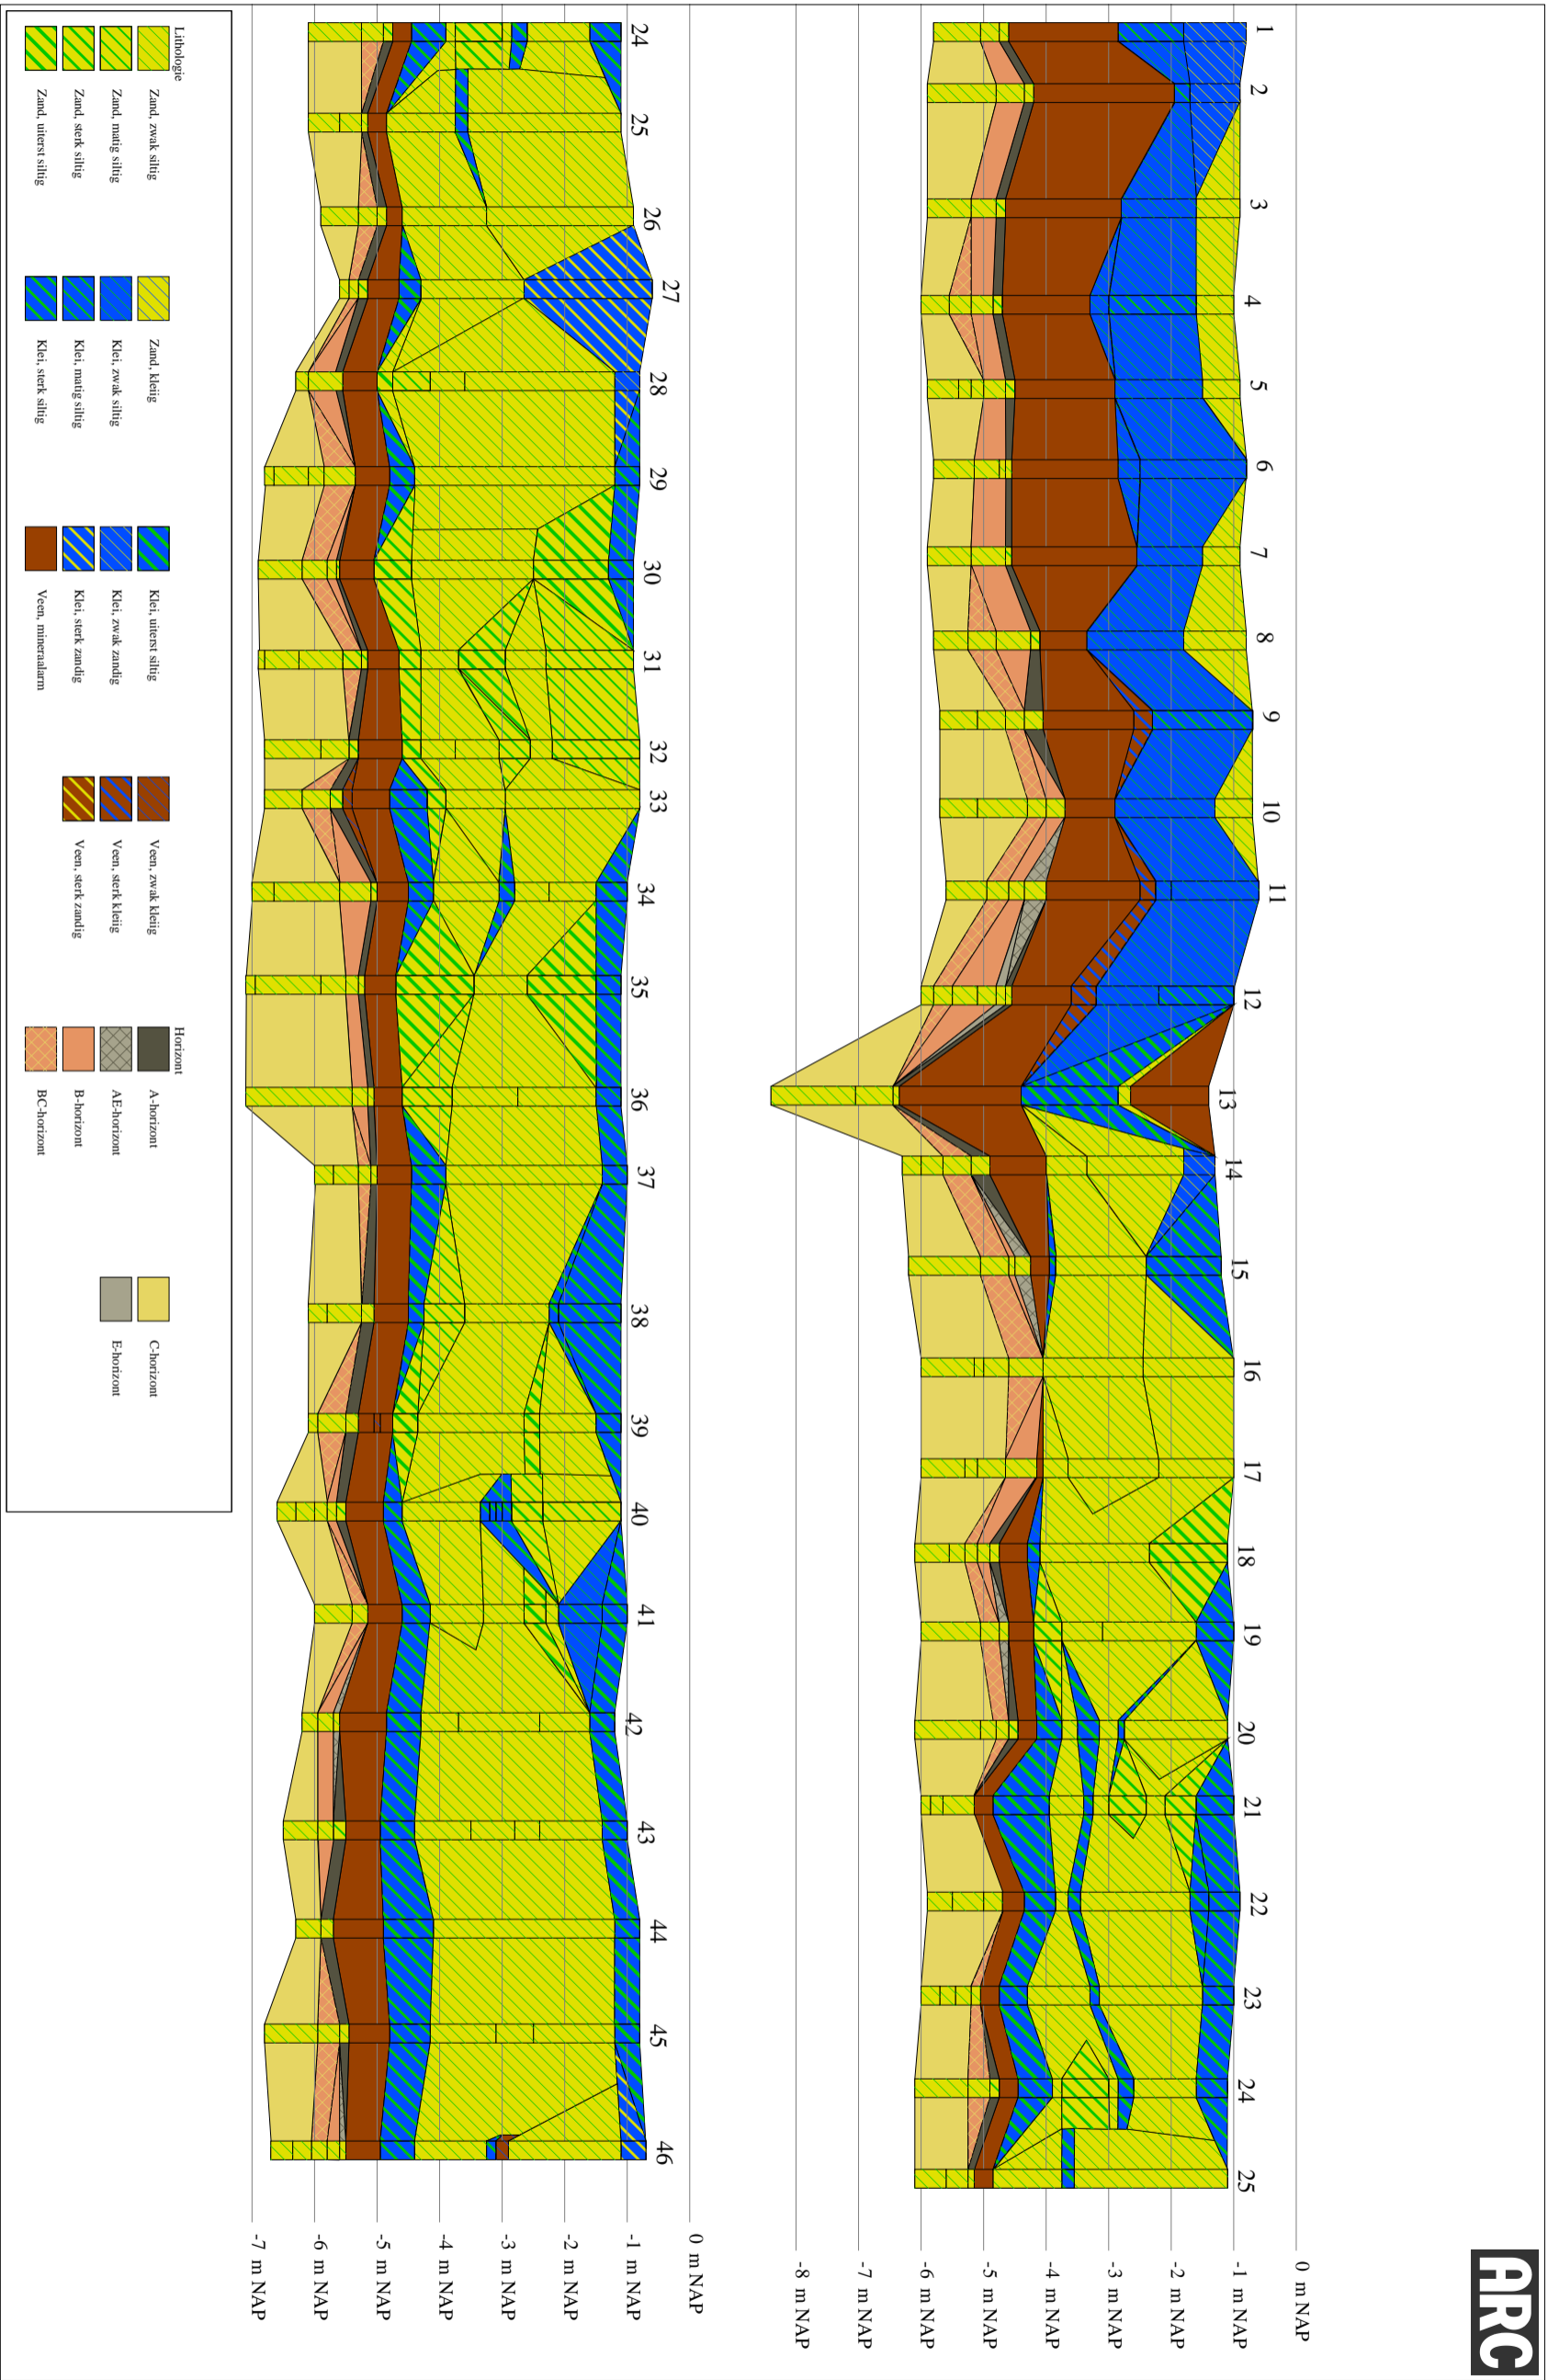 ARC
1 2 3 4 5 6 7 8 9 10 11 12 13 14 15 16 17 18 19 20 21 22 23 24 25
0 m NAP
-1 m NAP
-2 m NAP
-3 m NAP
-4 m NAP
-5 m NAP
-6 m NAP
-7 m NAP
-8 m NAP
24 25 26 27 28 29 30 31 32 33 34 35 36 37 38 39 40 41 42 43 44 45 46
0 m NAP
-1 m NAP
-2 m NAP
-3 m NAP
-4 m NAP
-5 m NAP
-6 m NAP
-7 m NAP
Lithologie
Zand, zwak siltig
Zand, matig siltig
Zand, sterk siltig
Zand, uiterst siltig
Zand, kleiig
Klei, zwak siltig
Klei, matig siltig
Klei, sterk siltig
Klei, uiterst siltig
Klei, zwak zandig
Klei, sterk zandig
Veen, mineraalarm
Veen, zwak kleiig
Veen, sterk kleiig
Veen, sterk zandig
Horizont
A-horizont
AE-horizont
B-horizont
BC-horizont
C-horizont
E-horizont